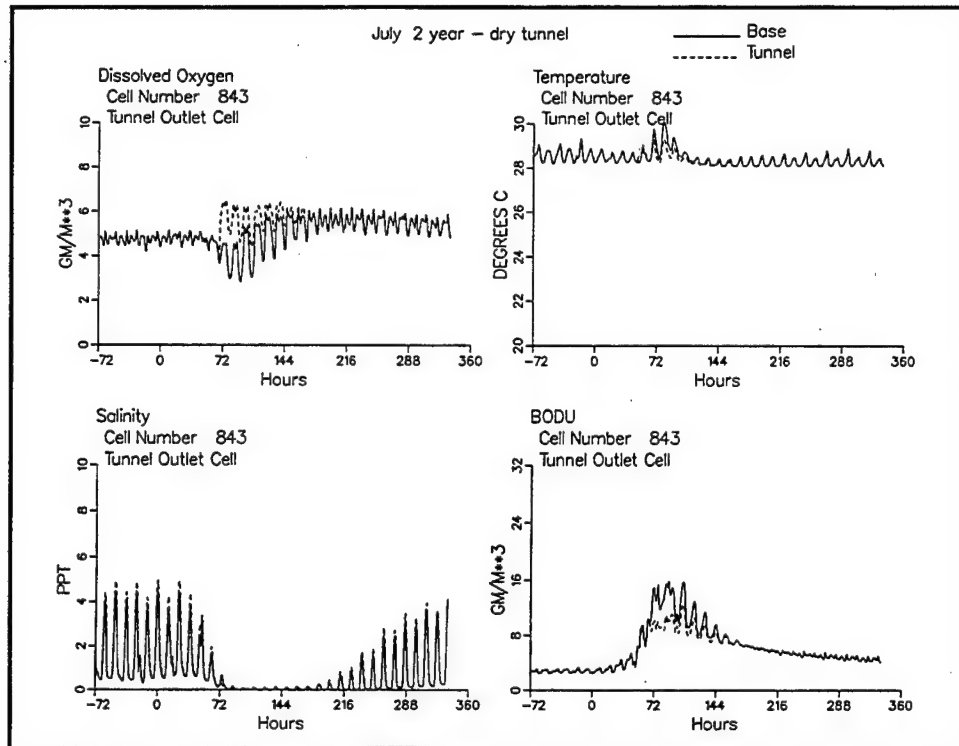 July 2 year – dry tunnel
Base
Tunnel
Dissolved Oxygen
Cell Number 843
Tunnel Outlet Cell
GM/M**3
10
8
6
4
2
0
-72 0 72 144 216 288 360
Hours
Temperature
Cell Number 843
Tunnel Outlet Cell
DEGREES C
30
28
26
24
22
20
-72 0 72 144 216 288 360
Hours
Salinity
Cell Number 843
Tunnel Outlet Cell
PPT
10
8
6
4
2
0
-72 0 72 144 216 288 360
Hours
BODU
Cell Number 843
Tunnel Outlet Cell
GM/M**3
32
24
16
8
0
-72 0 72 144 216 288 360
Hours